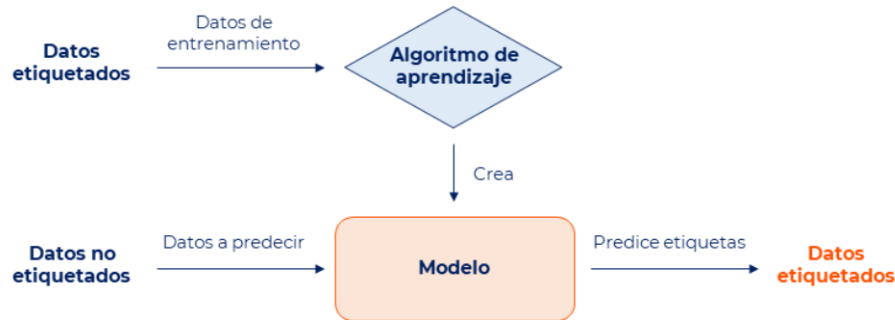 Datos de
entrenamiento
Datos
etiquetados
Algoritmo de
aprendizaje
Crea
Datos no
etiquetados
Datos a predecir
Modelo
Predice etiquetas
Datos
etiquetados